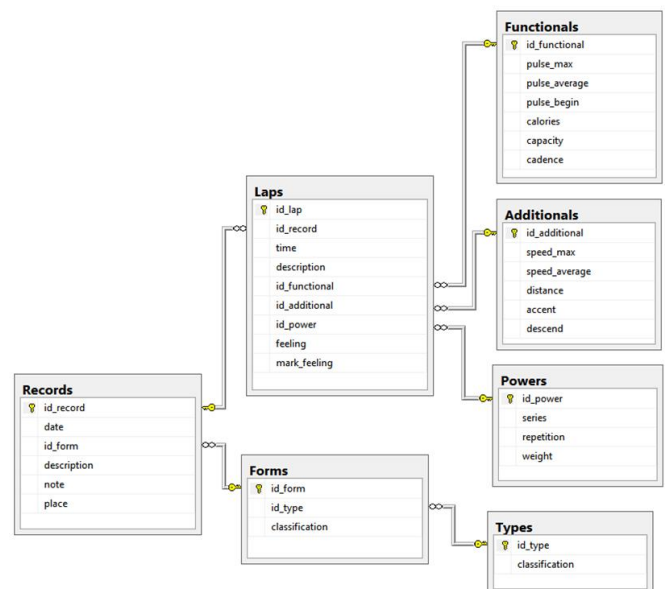 Functionals
id_functional
pulse_max
pulse_average
pulse_begin
calories
capacity
cadence
Laps
id_lap
id_record
time
description
id_functional
id_additional
id_power
feeling
mark_feeling
Additionals
id_additional
speed_max
speed_average
distance
accent
descend
Records
id_record
date
id_form
description
note
place
Forms
id_form
id_type
classification
Powers
id_power
series
repetition
weight
Types
id_type
classification